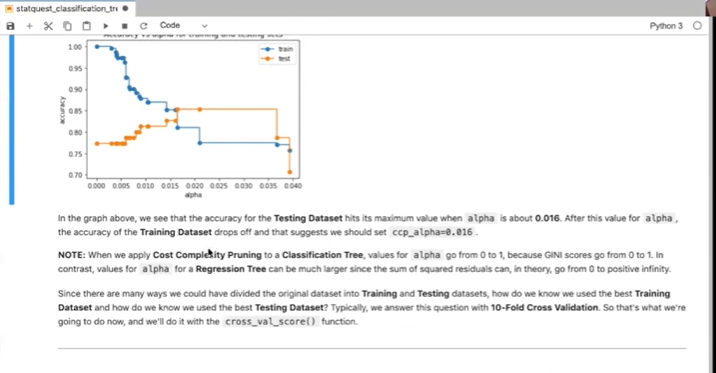 statquest_classification_tre
Code
Python 3
Accuracy vs alpha for training and testing sets
train
test
accuracy
1.00
0.95
0.90
0.85
0.80
0.75
0.70
0.000 0.005 0.010 0.015 0.020 0.025 0.030 0.035 0.040
alpha
In the graph above, we see that the accuracy for the Testing Dataset hits its maximum value when alpha is about 0.016. After this value for alpha ,
the accuracy of the Training Dataset drops off and that suggests we should set ccp_alpha=0.016 .
NOTE: When we apply Cost Complexity Pruning to a Classification Tree, values for alpha go from 0 to 1, because GINI scores go from 0 to 1. In
contrast, values for alpha for a Regression Tree can be much larger since the sum of squared residuals can, in theory, go from 0 to positive infinity.
Since there are many ways we could have divided the original dataset into Training and Testing datasets, how do we know we used the best Training
Dataset and how do we know we used the best Testing Dataset? Typically, we answer this question with 10-Fold Cross Validation. So that's what we're
going to do now, and we'll do it with the cross_val_score() function.